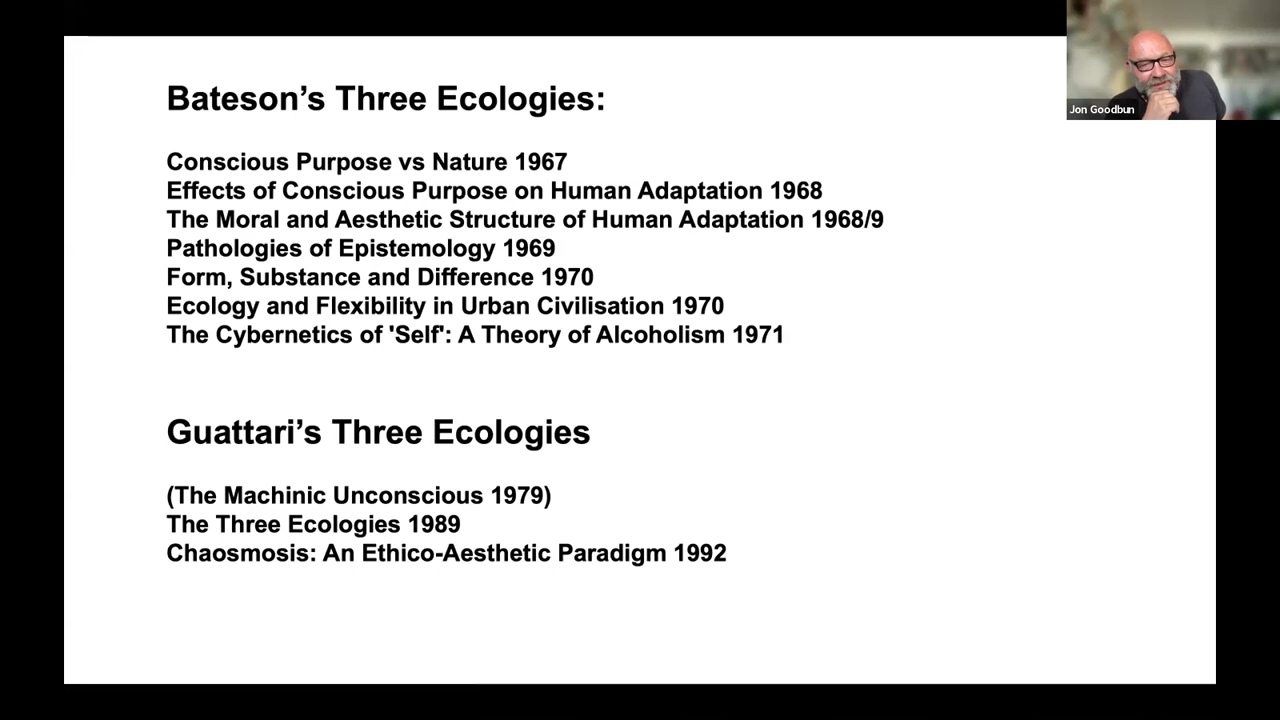 Bateson’s Three Ecologies:
Conscious Purpose vs Nature 1967
Effects of Conscious Purpose on Human Adaptation 1968
The Moral and Aesthetic Structure of Human Adaptation 1968/9
Pathologies of Epistemology 1969
Form, Substance and Difference 1970
Ecology and Flexibility in Urban Civilisation 1970
The Cybernetics of 'Self': A Theory of Alcoholism 1971
Guattari’s Three Ecologies
(The Machinic Unconscious 1979)
The Three Ecologies 1989
Chaosmosis: An Ethico-Aesthetic Paradigm 1992
Jon Goodbun